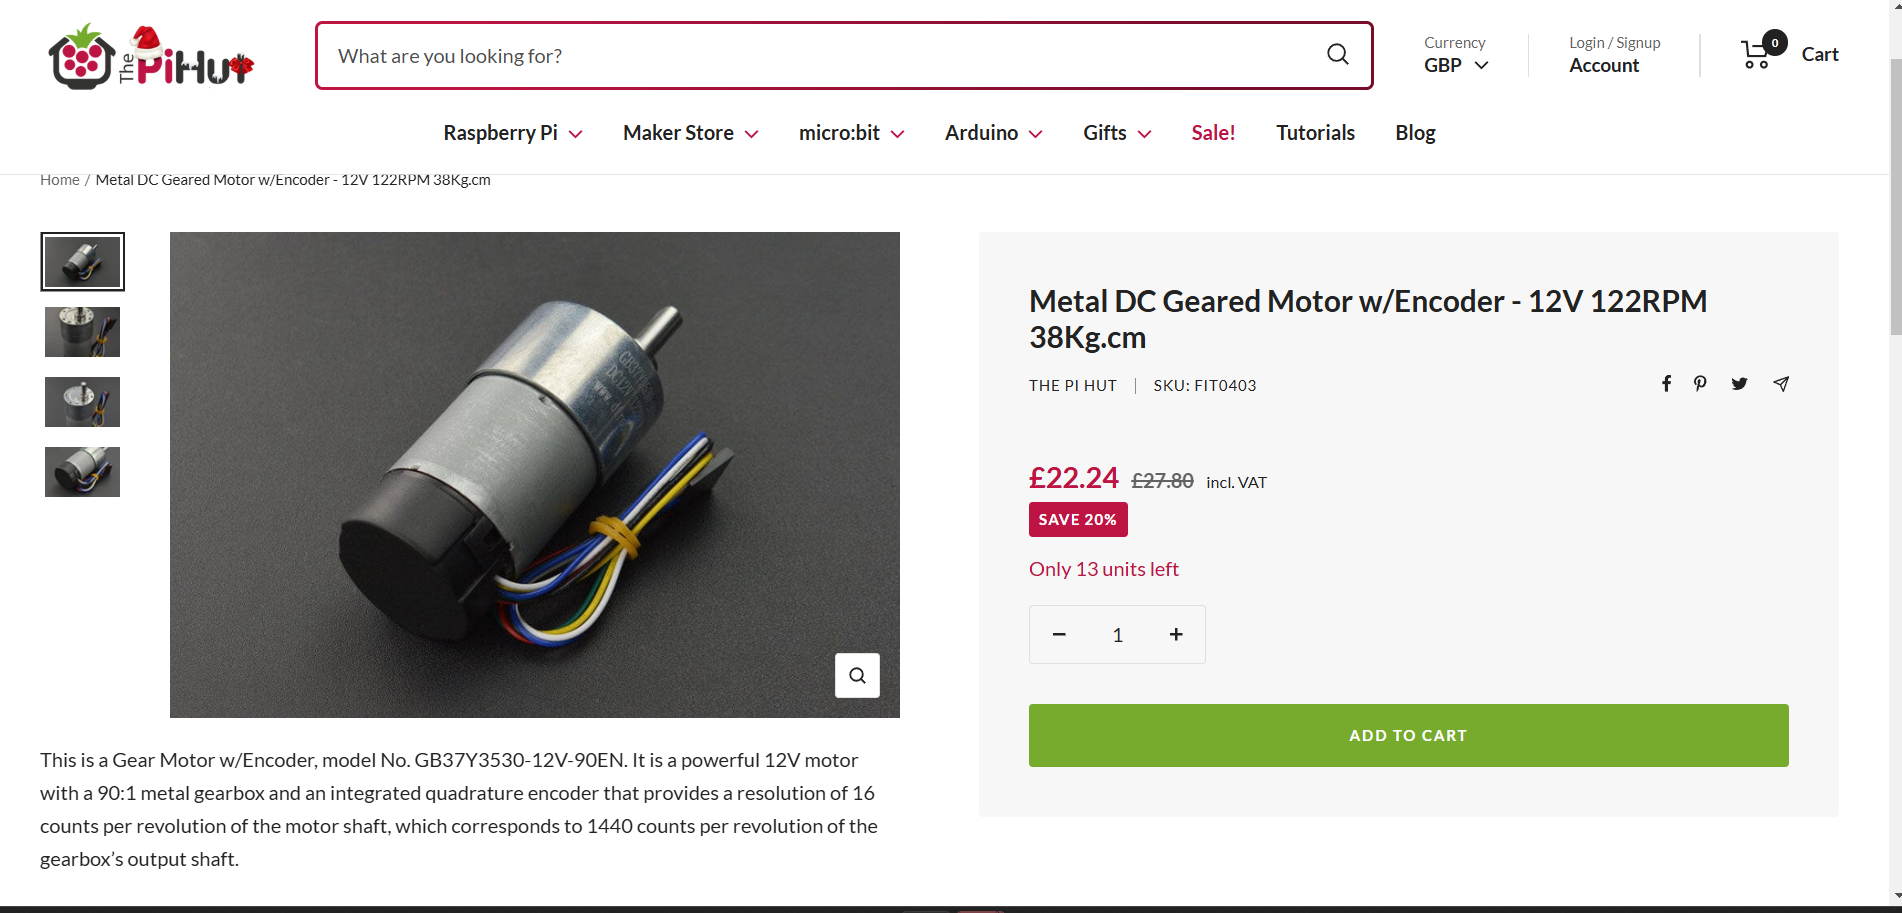 The PiHut
What are you looking for?
Currency
GBP
Login / Signup
Account
0
Cart
Raspberry Pi
Maker Store
micro:bit
Arduino
Gifts
Sale!
Tutorials
Blog
Home / Metal DC Geared Motor w/Encoder - 12V 122RPM 38Kg.cm
Metal DC Geared Motor w/Encoder - 12V 122RPM
38Kg.cm
THE PI HUT | SKU: FIT0403
£22.24 £27.80 incl. VAT
SAVE 20%
Only 13 units left
− 1 +
ADD TO CART
This is a Gear Motor w/Encoder, model No. GB37Y3530-12V-90EN. It is a powerful 12V motor
with a 90:1 metal gearbox and an integrated quadrature encoder that provides a resolution of 16
counts per revolution of the motor shaft, which corresponds to 1440 counts per revolution of the
gearbox’s output shaft.